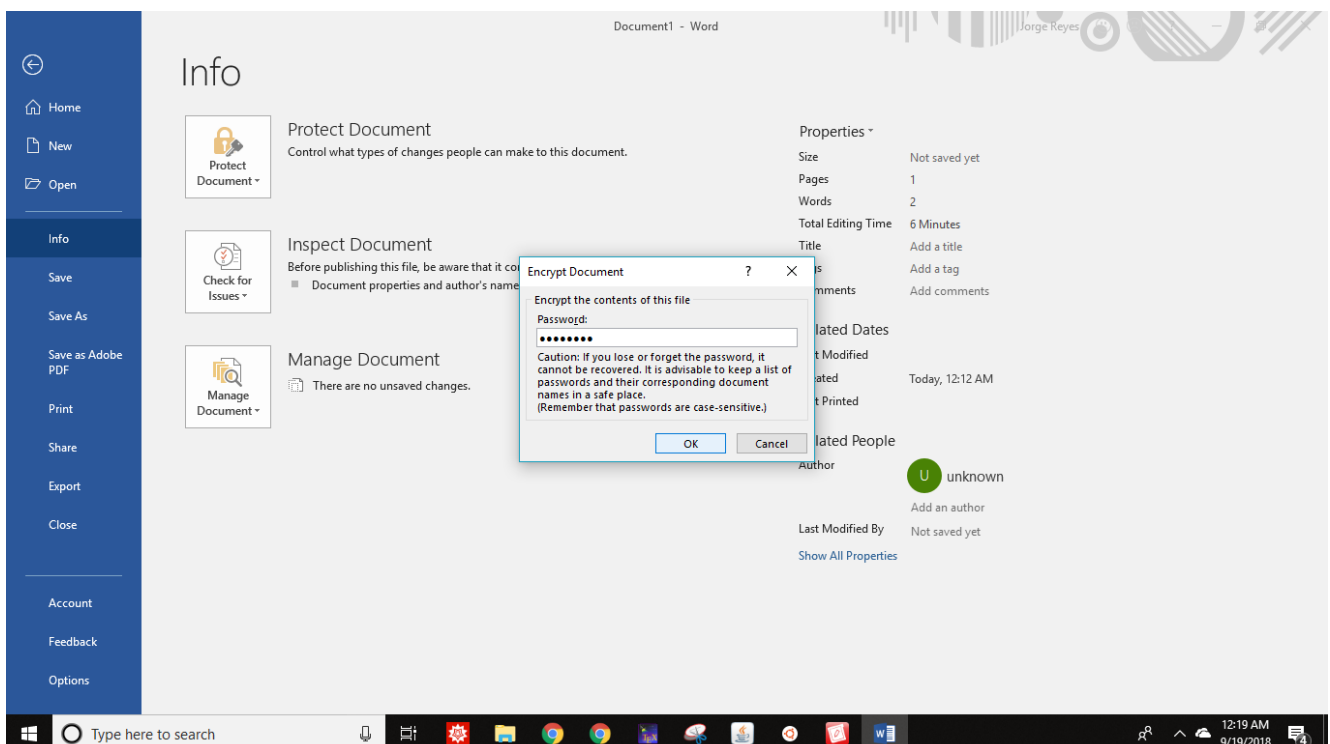 Document1 - Word
Jorge Reyes
Info
Home
New
Open
Info
Save
Save As
Save as Adobe
PDF
Print
Share
Export
Close
Account
Feedback
Options
Protect
Document
Protect Document
Control what types of changes people can make to this document.
Check for
Issues
Inspect Document
Before publishing this file, be aware that it
Document properties and author's name
Manage
Document
Manage Document
There are no unsaved changes.
Encrypt Document
?
Encrypt the contents of this file
Password:
••••••••
Caution: If you lose or forget the password, it
cannot be recovered. It is advisable to keep a list of
passwords and their corresponding document
names in a safe place.
(Remember that passwords are case-sensitive.)
OK Cancel
Properties
Size Not saved yet
Pages 1
Words 2
Total Editing Time 6 Minutes
Title Add a title
Add a tag
Add comments
Dates
Modified
Today, 12:12 AM
Printed
People
Author
U unknown
Add an author
Last Modified By Not saved yet
Show All Properties
Type here to search
12:19 AM
9/19/2018
4